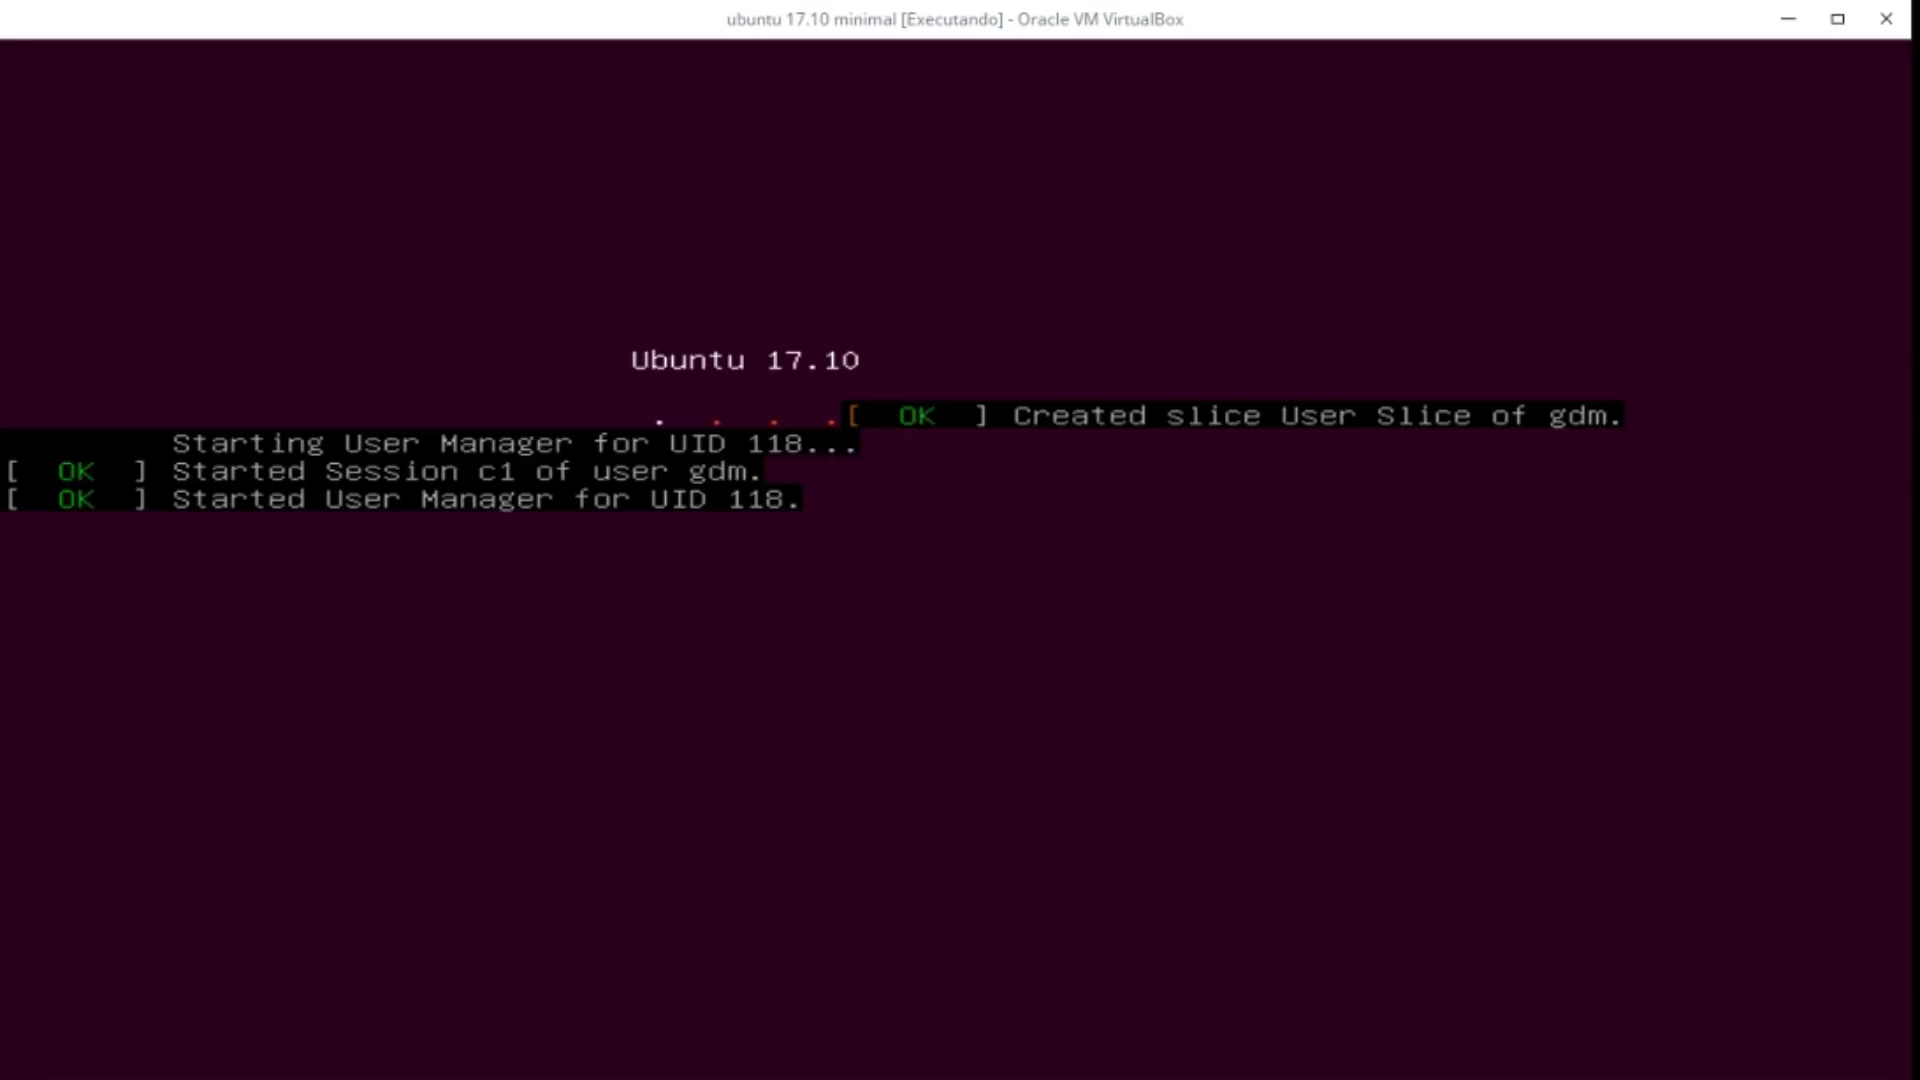 ubuntu 17.10 minimal [Executando] - Oracle VM VirtualBox
Ubuntu 17.10
. . . .[ OK ] Created slice User Slice of gdm.
Starting User Manager for UID 118...
[ OK ] Started Session c1 of user gdm.
[ OK ] Started User Manager for UID 118.